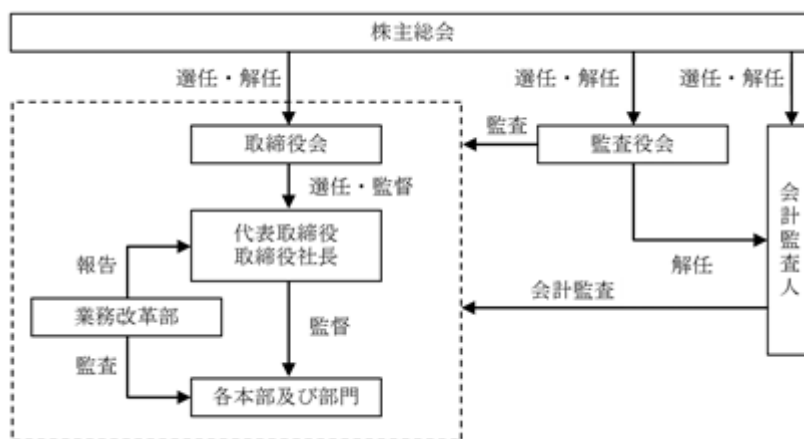 株主総会
選任・解任
選任・解任
選任・解任
取締役会
監査
監査役会
選任・監督
代表取締役
取締役社長
会計監査人
報告
解任
業務改革部
会計監査
監督
監査
各本部及び部門